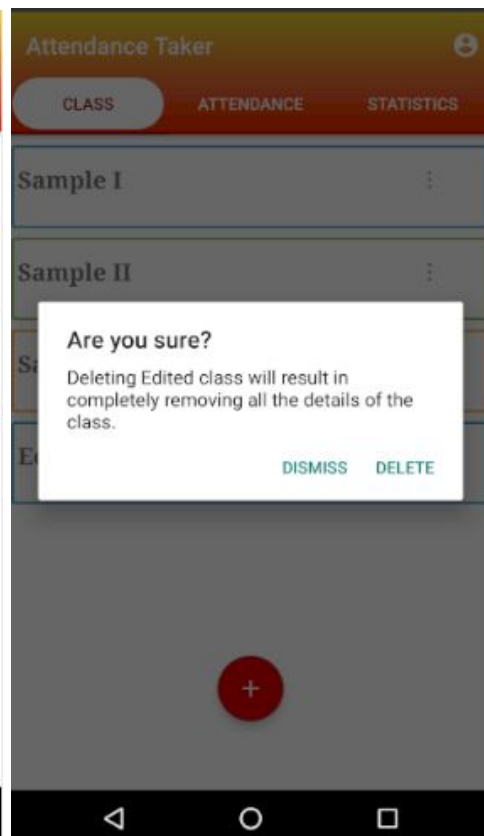 Attendance Taker
CLASS ATTENDANCE STATISTICS
Sample I
Sample II
Are you sure?
Deleting Edited class will result in
completely removing all the details of the
class.
DISMISS DELETE